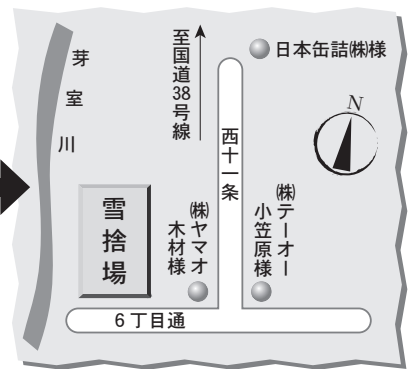 芽室川
至国道38号線
日本缶詰㈱様
N
西十一条
雪捨場
㈱ヤマオ
木材様
㈱テーオー
小笠原様
6丁目通